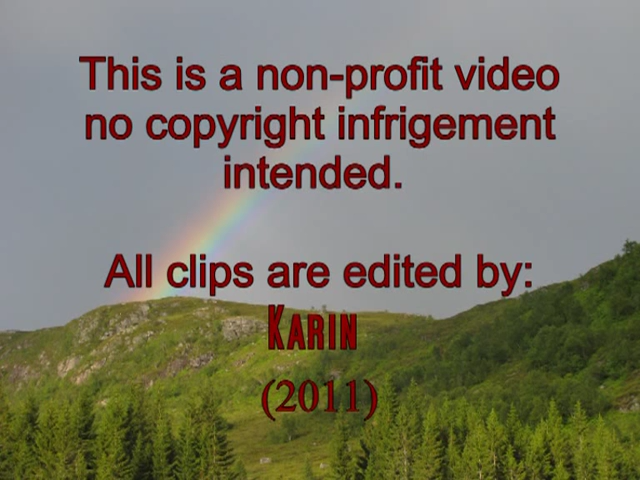 This is a non-profit video
no copyright infrigement
intended.
All clips are edited by:
KARIN
(2011)